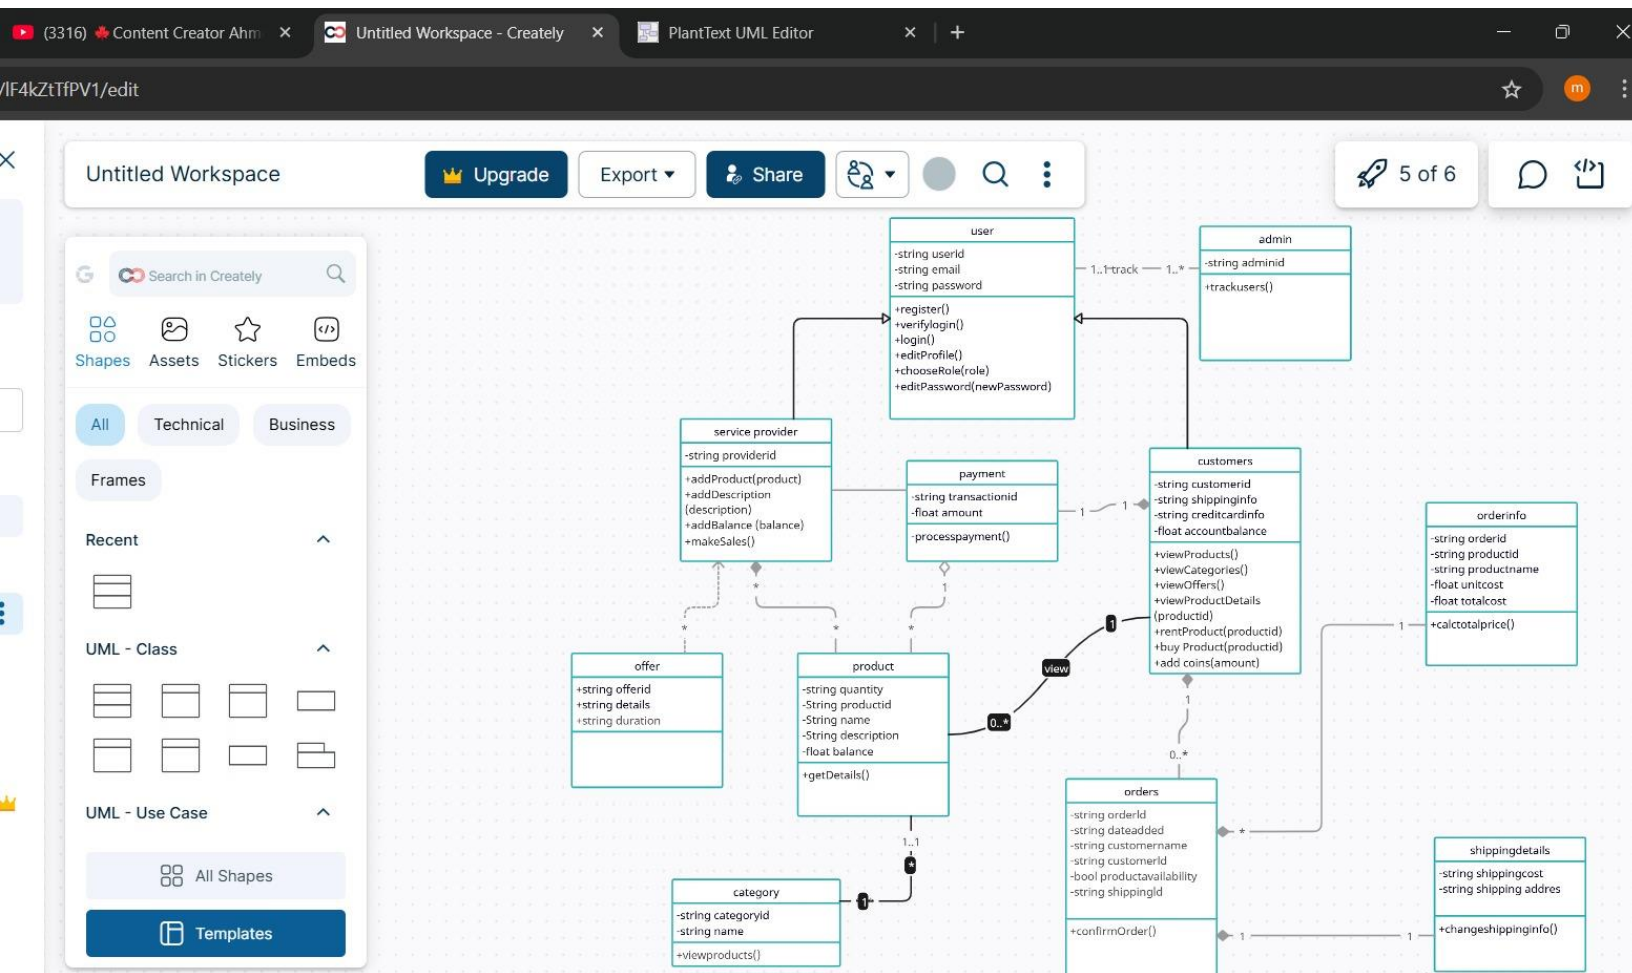 (3316) 🍁 Content Creator Ahm
Untitled Workspace - Creately
PlantText UML Editor
/IF4kZtTfPV1/edit
m
Untitled Workspace
Upgrade
Export
Share
5 of 6
G
Search in Creately
Shapes
Assets
Stickers
Embeds
All
Technical
Business
Frames
Recent
UML - Class
UML - Use Case
All Shapes
Templates
user
-string userid
-string email
-string password
+register()
+verifylogin()
+login()
+editProfile()
+chooseRole(role)
+editPassword(newPassword)
1..1 track 1..*
admin
-string adminid
+trackusers()
service provider
-string providerid
+addProduct(product)
+addDescription
(description)
+addBalance (balance)
+makeSales()
payment
-string transactionid
-float amount
-processpayment()
1
1
customers
-string customerid
-string shippinginfo
-string creditcardinfo
-float accountbalance
+viewProducts()
+viewCategories()
+viewOffers()
+viewProductDetails
(productid)
+rentProduct(productid)
+buy Product(productid)
+add coins(amount)
orderinfo
-string orderid
-string productid
-string productname
-float unitcost
-float totalcost
+calctotalprice()
*
*
*
1
*
1
view
0..*
1
0..*
1
*
offer
+string offerid
+string details
+string duration
product
-string quantity
-String productid
-String name
-String description
-float balance
+getDetails()
1..1
*
1
category
-string categoryid
-string name
+viewproducts()
orders
-string orderId
-string dateadded
-string customername
-string customerId
-bool productavailability
-string shippingId
+confirmOrder()
1
1
shippingdetails
-string shippingcost
-string shipping addres
+changeshippinginfo()